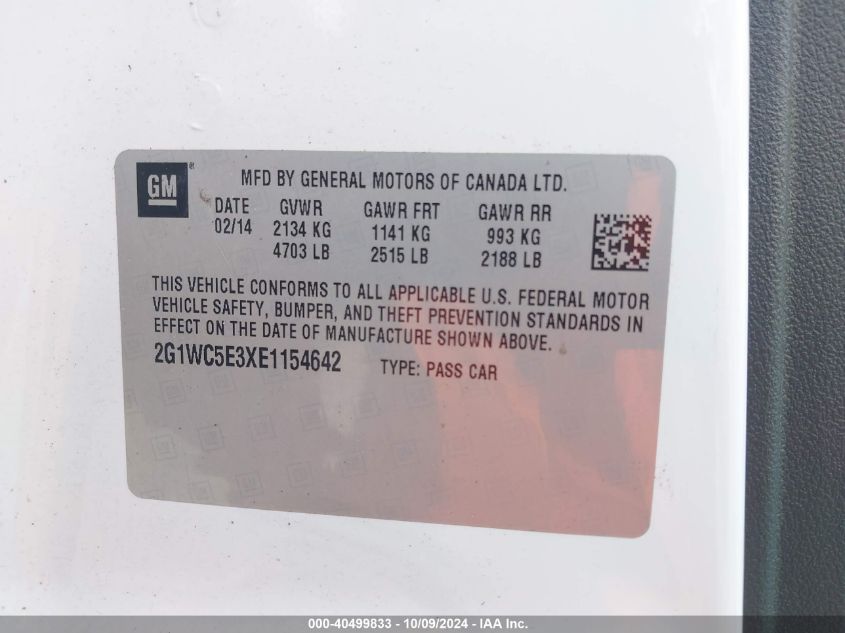 GM ® MFD BY GENERAL MOTORS OF CANADA LTD.
DATE GVWR GAWR FRT GAWR RR
02/14 2134 KG 1141 KG 993 KG
4703 LB 2515 LB 2188 LB
THIS VEHICLE CONFORMS TO ALL APPLICABLE U.S. FEDERAL MOTOR
VEHICLE SAFETY, BUMPER, AND THEFT PREVENTION STANDARDS IN
EFFECT ON THE DATE OF MANUFACTURE SHOWN ABOVE.
2G1WC5E3XE1154642 TYPE: PASS CAR
000-40499833 - 10/09/2024 - IAA Inc.